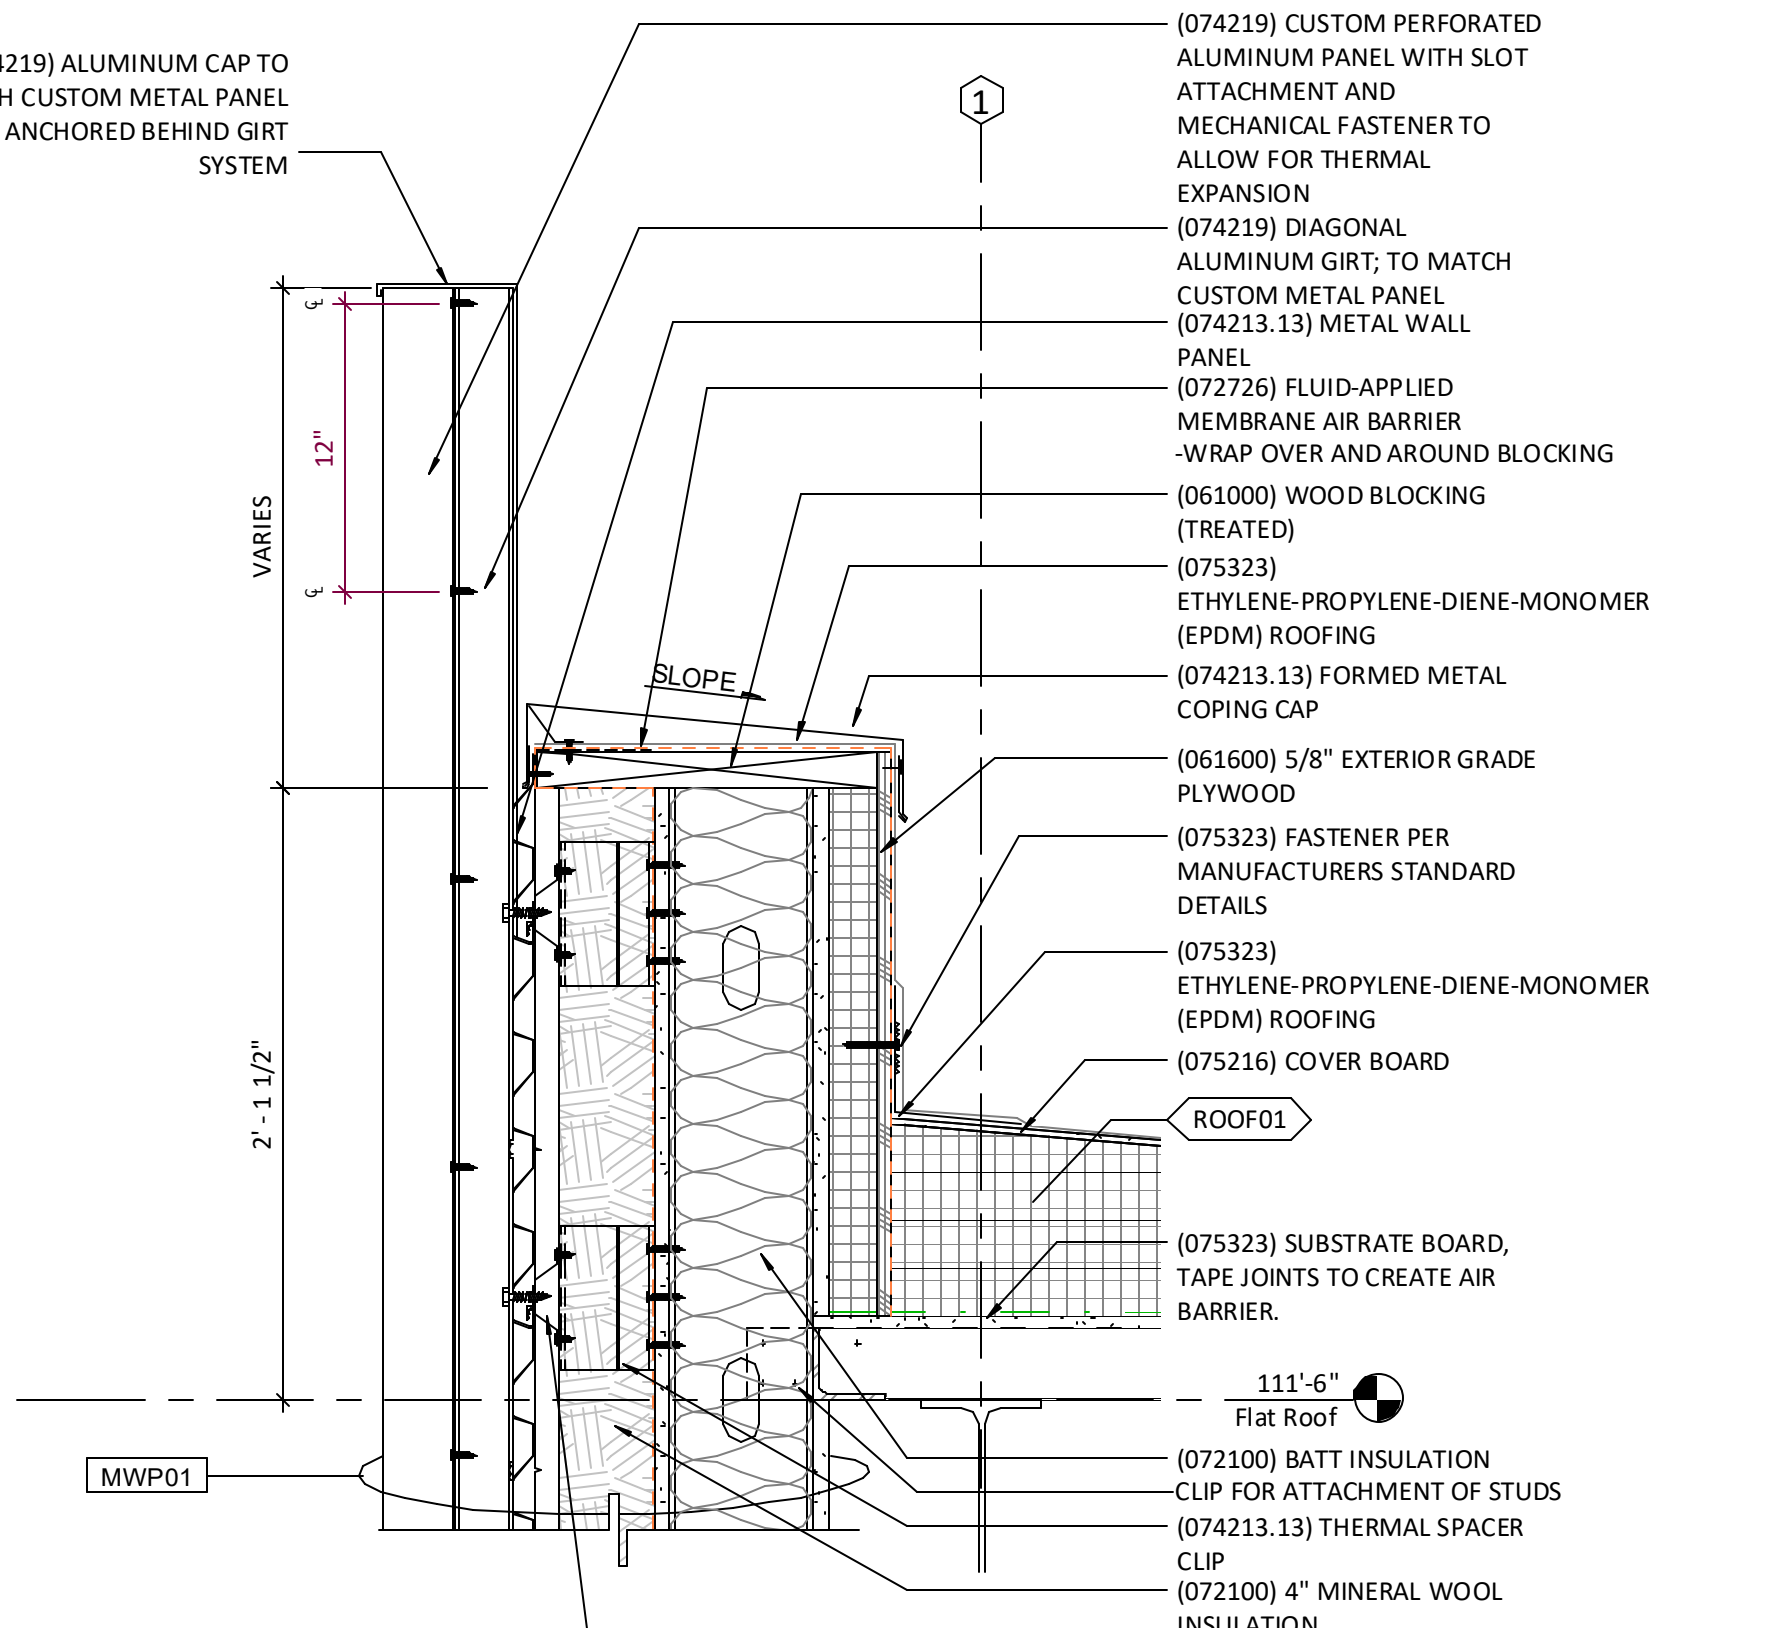 4219) ALUMINUM CAP TO
H CUSTOM METAL PANEL
ANCHORED BEHIND GIRT
SYSTEM
(074219) CUSTOM PERFORATED
ALUMINUM PANEL WITH SLOT
ATTACHMENT AND
MECHANICAL FASTENER TO
ALLOW FOR THERMAL
EXPANSION
(074219) DIAGONAL
ALUMINUM GIRT; TO MATCH
CUSTOM METAL PANEL
(074213.13) METAL WALL
PANEL
(072726) FLUID-APPLIED
MEMBRANE AIR BARRIER
-WRAP OVER AND AROUND BLOCKING
(061000) WOOD BLOCKING
(TREATED)
(075323)
ETHYLENE-PROPYLENE-DIENE-MONOMER
(EPDM) ROOFING
(074213.13) FORMED METAL
COPING CAP
(061600) 5/8" EXTERIOR GRADE
PLYWOOD
(075323) FASTENER PER
MANUFACTURERS STANDARD
DETAILS
(075323)
ETHYLENE-PROPYLENE-DIENE-MONOMER
(EPDM) ROOFING
(075216) COVER BOARD
ROOF01
(075323) SUBSTRATE BOARD,
TAPE JOINTS TO CREATE AIR
BARRIER.
111'-6"
Flat Roof
(072100) BATT INSULATION
CLIP FOR ATTACHMENT OF STUDS
(074213.13) THERMAL SPACER
CLIP
(072100) 4" MINERAL WOOL
INSULATION
1
CL
12"
CL
VARIES
SLOPE
2' - 1 1/2"
MWP01